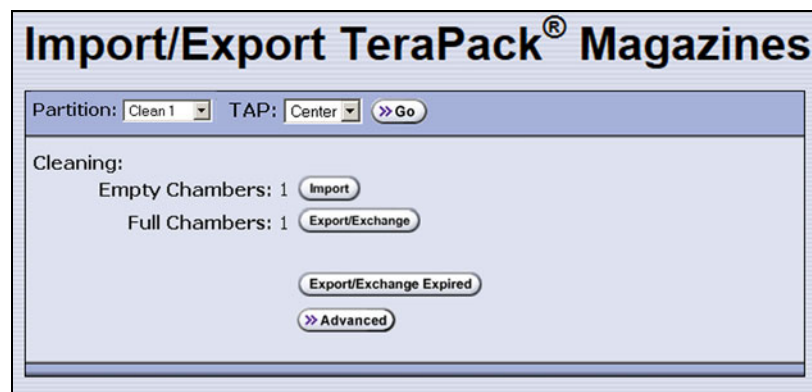 Import/Export TeraPack® Magazines
Partition: Clean 1 TAP: Center >> Go
Cleaning:
Empty Chambers: 1 Import
Full Chambers: 1 Export/Exchange
Export/Exchange Expired
>> Advanced